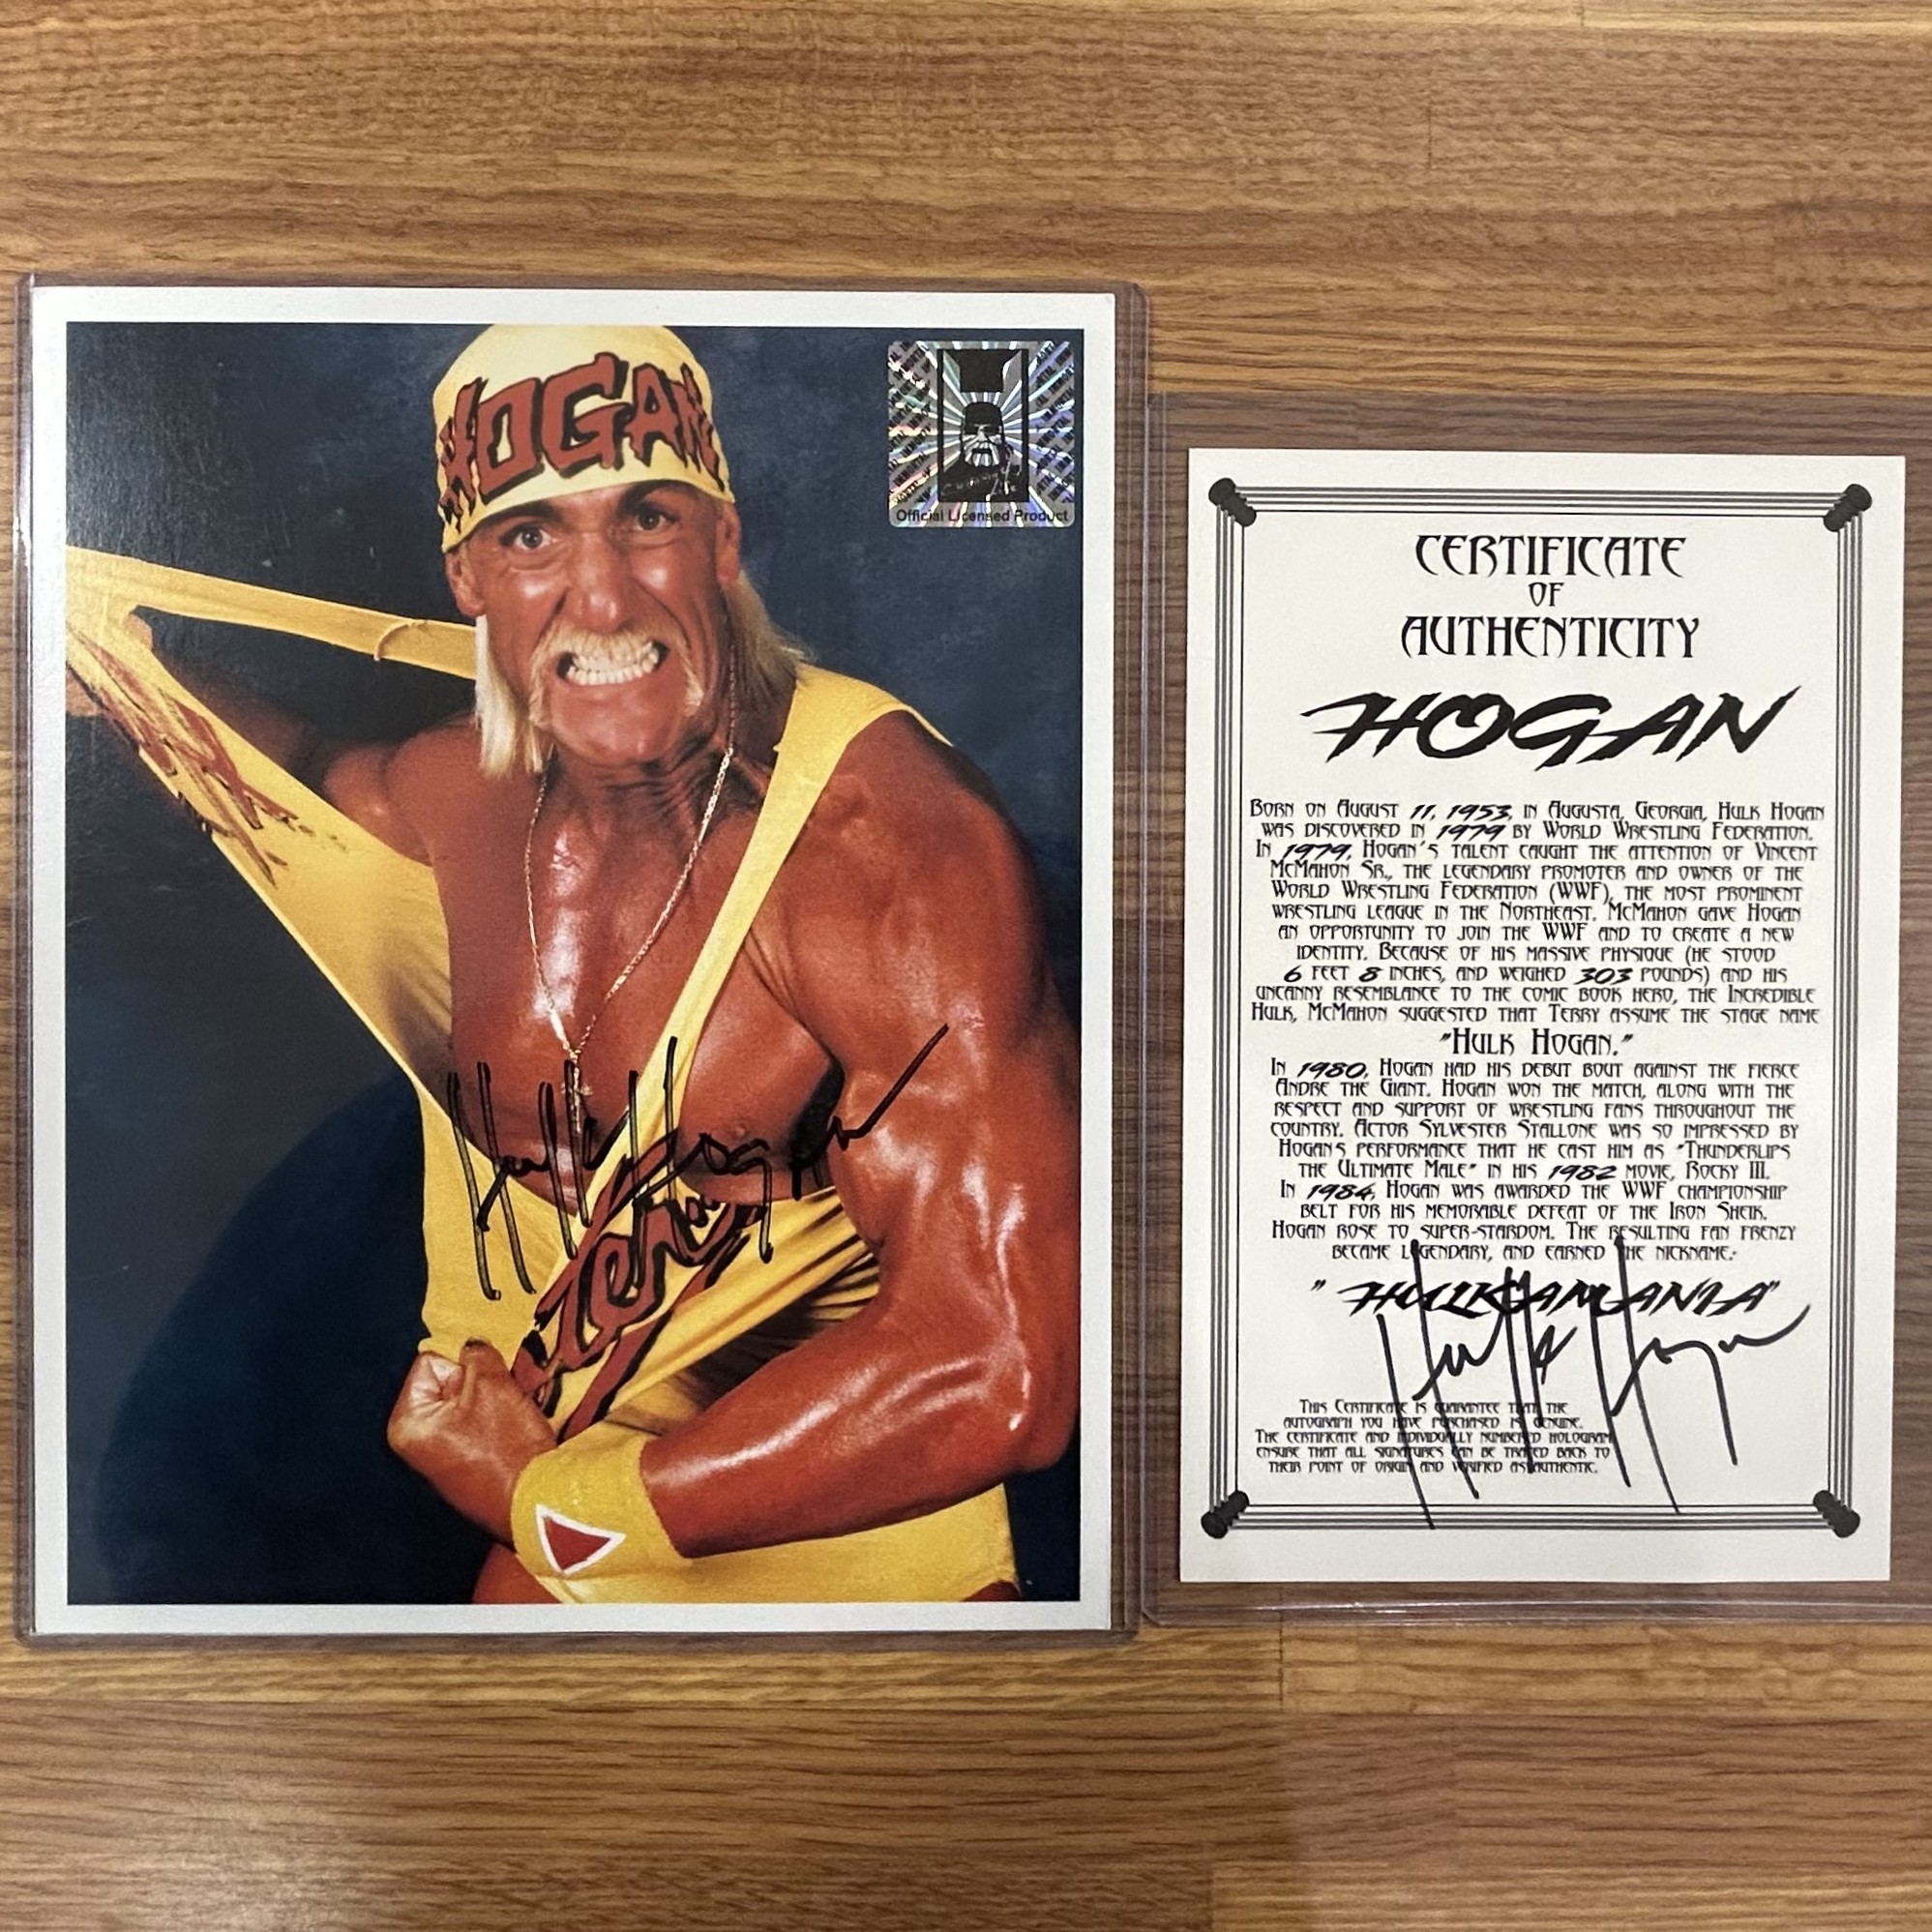 HOGAN
Official Licensed Product
Hulk Hogan
CERTIFICATE
OF
AUTHENTICITY
HOGAN
BORN ON AUGUST 11, 1953, IN AUGUSTA, GEORGIA, HULK HOGAN
WAS DISCOVERED IN 1979 BY WORLD WRESTLING FEDERATION.
IN 1979, HOGAN'S TALENT CAUGHT THE ATTENTION OF VINCENT
MCMAHON SR., THE LEGENDARY PROMOTER AND OWNER OF THE
WORLD WRESTLING FEDERATION (WWF), THE MOST PROMINENT
WRESTLING LEAGUE IN THE NORTHEAST. MCMAHON GAVE HOGAN
AN OPPORTUNITY TO JOIN THE WWF AND TO CREATE A NEW
IDENTITY. BECAUSE OF HIS MASSIVE PHYSIQUE (HE STOOD
6 FEET 8 INCHES, AND WEIGHED 303 POUNDS) AND HIS
UNCANNY RESEMBLANCE TO THE COMIC BOOK HERO, THE INCREDIBLE
HULK, MCMAHON SUGGESTED THAT TERRY ASSUME THE STAGE NAME
"HULK HOGAN."
IN 1980, HOGAN HAD HIS DEBUT BOUT AGAINST THE FIERCE
ANDRE THE GIANT. HOGAN WON THE MATCH, ALONG WITH THE
RESPECT AND SUPPORT OF WRESTLING FANS THROUGHOUT THE
COUNTRY. ACTOR SYLVESTER STALLONE WAS SO IMPRESSED BY
HOGAN'S PERFORMANCE THAT HE CAST HIM AS "THUNDERLIPS
THE ULTIMATE MALE" IN HIS 1982 MOVIE, ROCKY III.
IN 1984, HOGAN WAS AWARDED THE WWF CHAMPIONSHIP
BELT FOR HIS MEMORABLE DEFEAT OF THE IRON SHEIK.
HOGAN ROSE TO SUPER-STARDOM. THE RESULTING FAN FRENZY
BECAME LEGENDARY, AND EARNED THE NICKNAME:
"HULKAMANIA"
Hulk Hogan
THIS CERTIFICATE IS GUARANTEE THAT THE
AUTOGRAPH YOU HAVE PURCHASED IS GENUINE.
THE CERTIFICATE AND INDIVIDUALLY NUMBERED HOLOGRAM
ENSURE THAT ALL SIGNATURES CAN BE TRACED BACK TO
THEIR POINT OF ORIGIN AND VERIFIED AS AUTHENTIC.